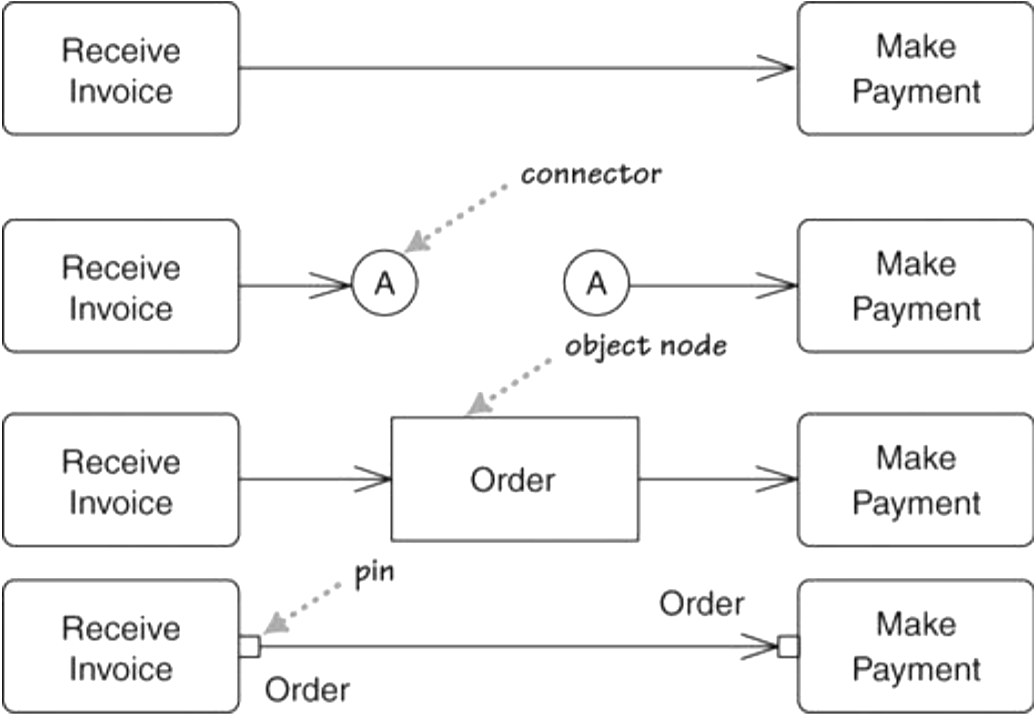 Receive
Invoice
Make
Payment
connector
Receive
Invoice
A
A
Make
Payment
object node
Receive
Invoice
Order
Make
Payment
pin
Receive
Invoice
Order
Order
Make
Payment